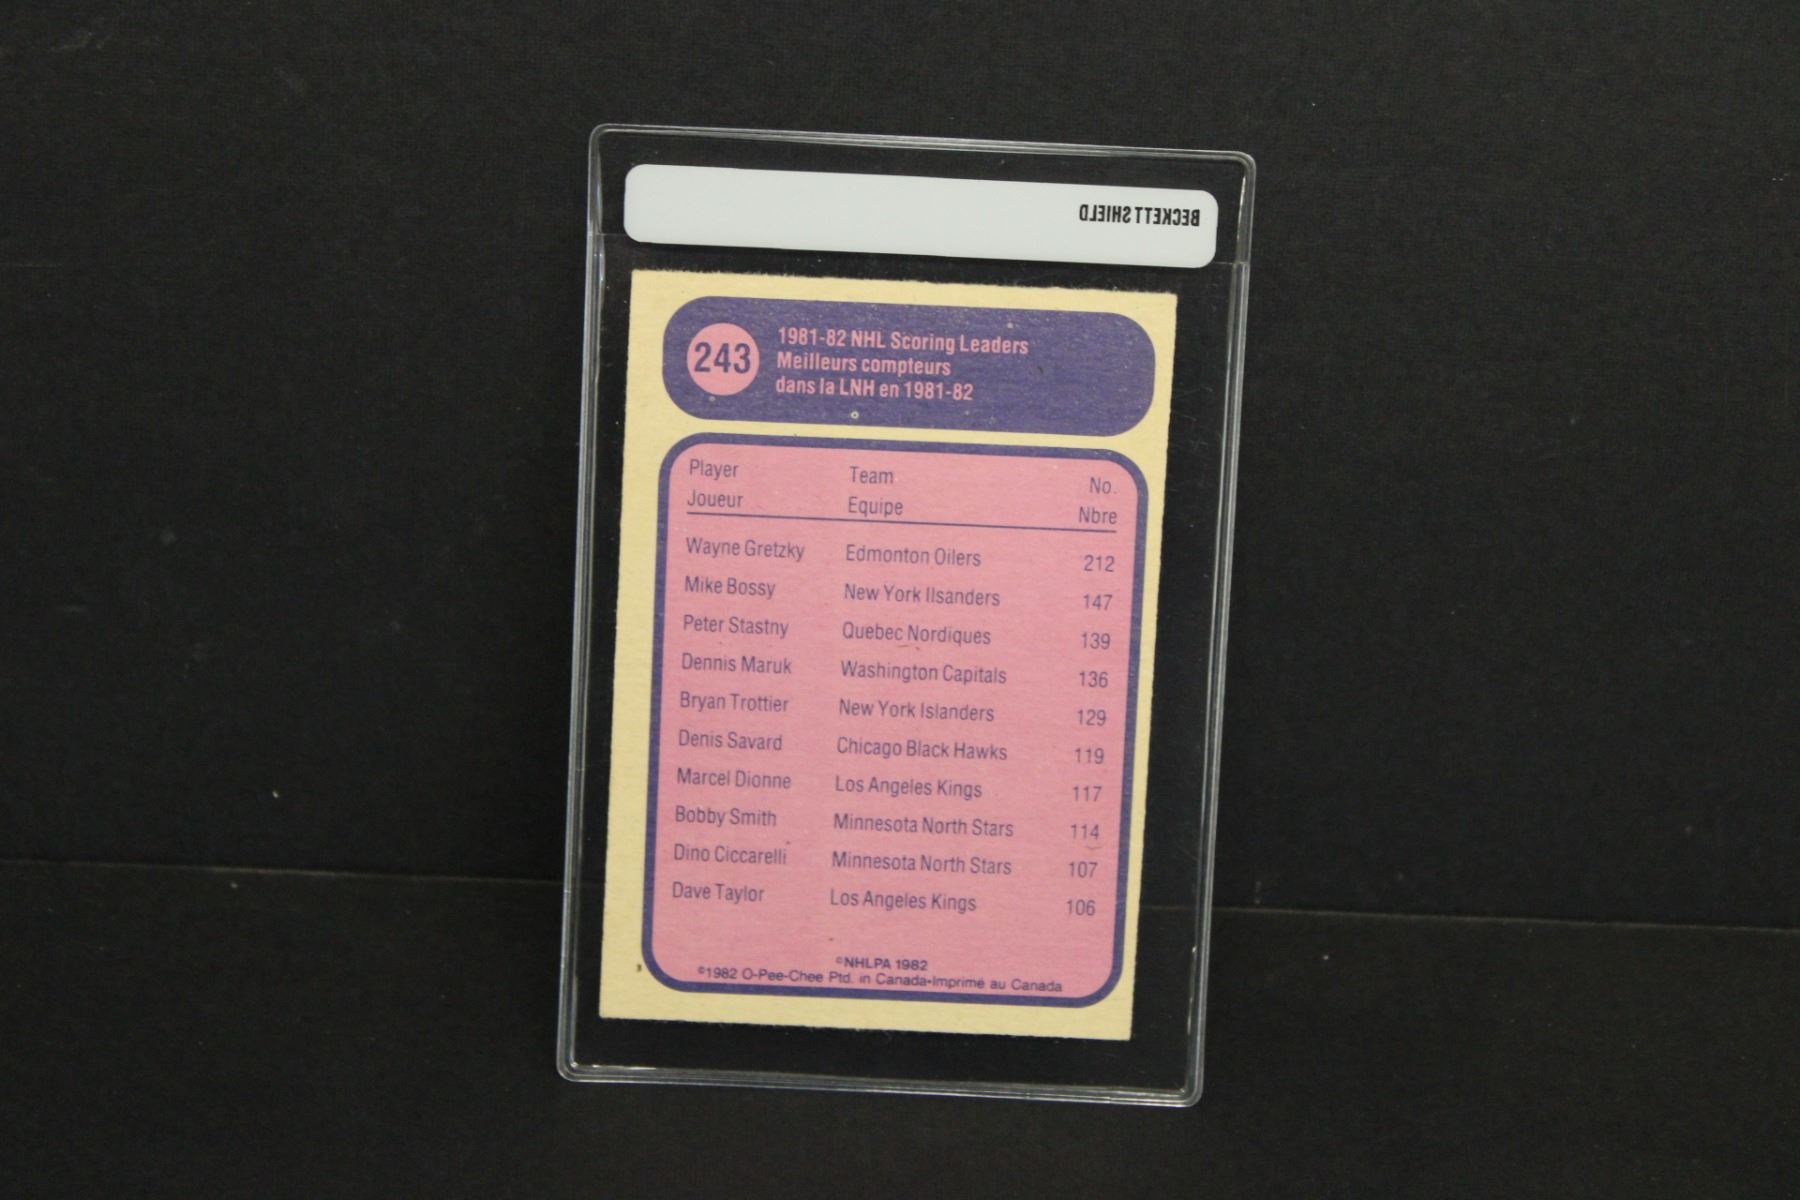 BECKETT SHIELD
243
1981-82 NHL Scoring Leaders
Meilleurs compteurs
dans la LNH en 1981-82
Player Team No.
Joueur Equipe Nbre
Wayne Gretzky Edmonton Oilers 212
Mike Bossy New York Ilsanders 147
Peter Stastny Quebec Nordiques 139
Dennis Maruk Washington Capitals 136
Bryan Trottier New York Islanders 129
Denis Savard Chicago Black Hawks 119
Marcel Dionne Los Angeles Kings 117
Bobby Smith Minnesota North Stars 114
Dino Ciccarelli Minnesota North Stars 107
Dave Taylor Los Angeles Kings 106
©NHLPA 1982
3 ©1982 O-Pee-Chee Ptd. in Canada-Imprimé au Canada